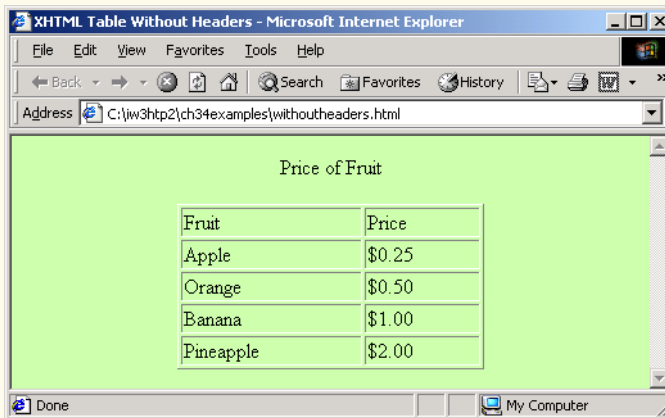 XHTML Table Without Headers - Microsoft Internet Explorer
File Edit View Favorites Tools Help
Back Search Favorites History
Address C:\iw3htp2\ch34examples\withoutheaders.html
Price of Fruit
Fruit Price
Apple $0.25
Orange $0.50
Banana $1.00
Pineapple $2.00
Done My Computer